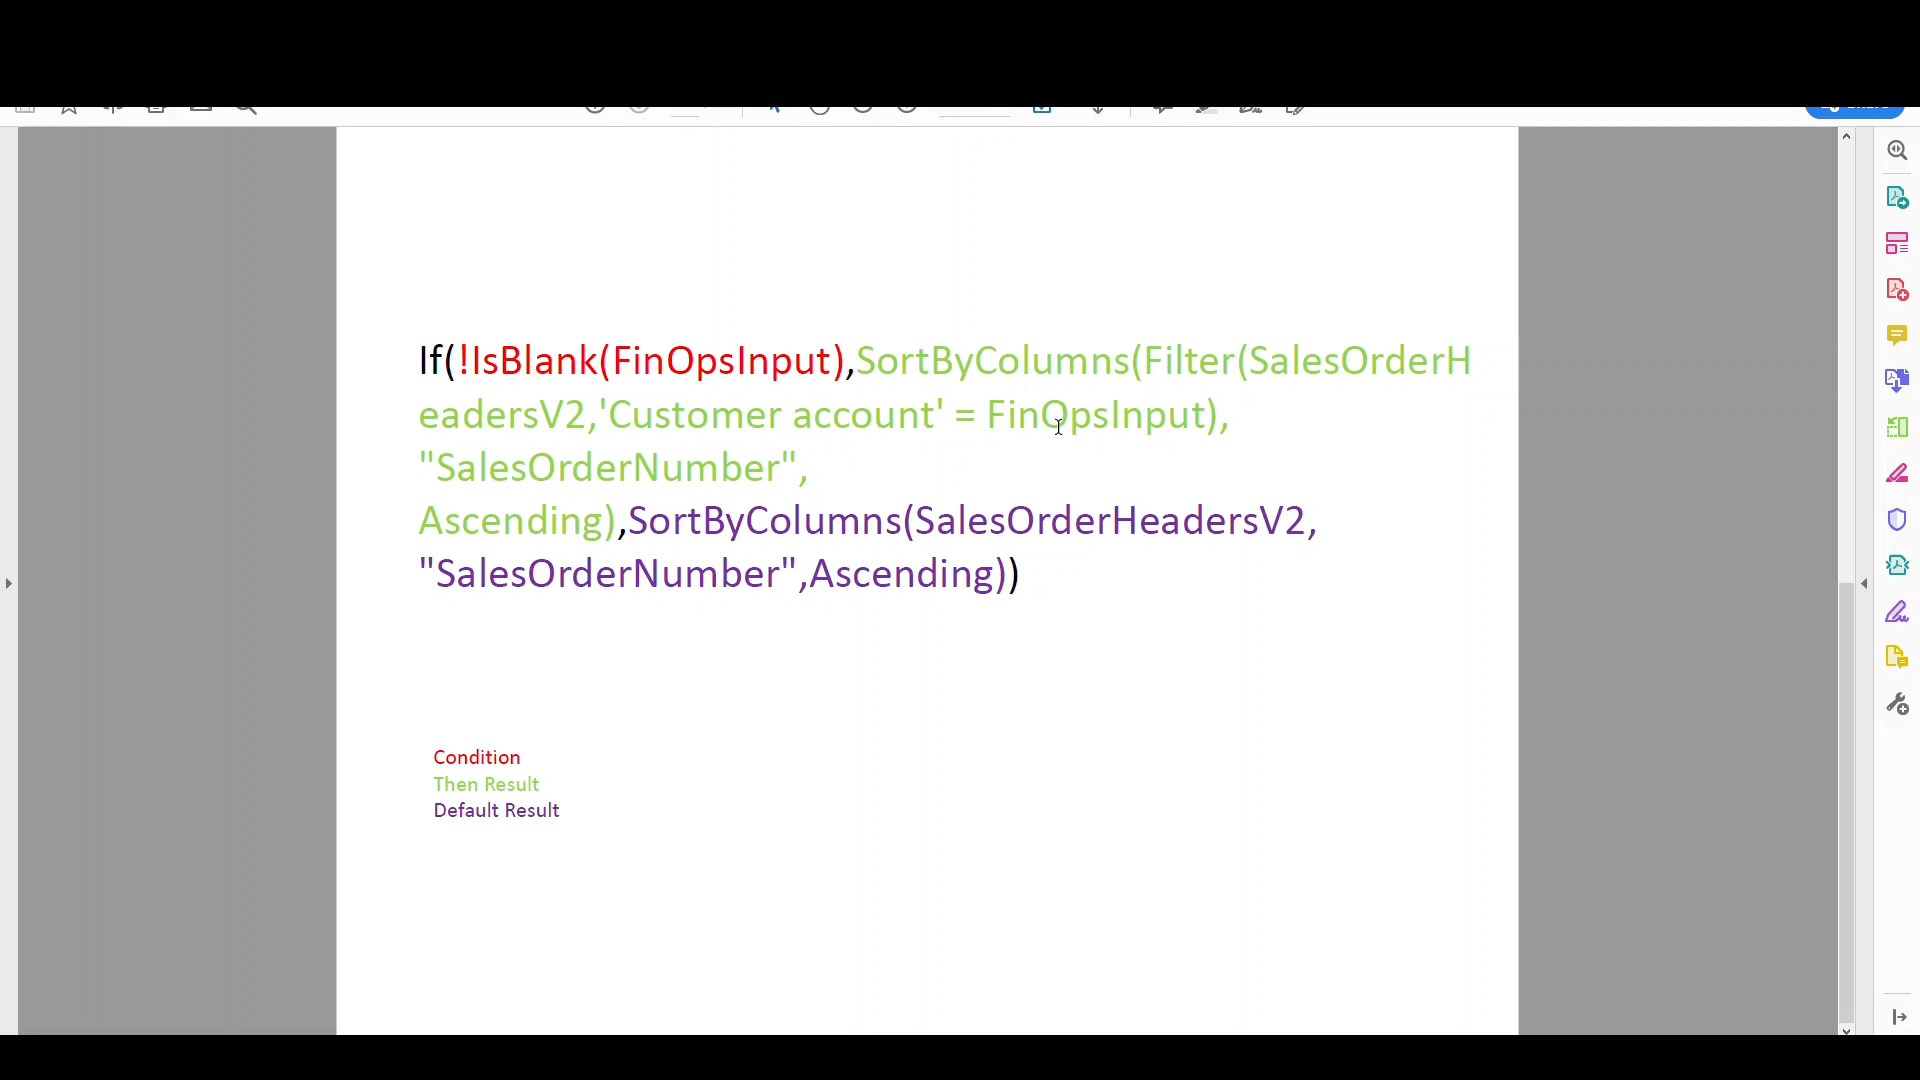 If(!IsBlank(FinOpsInput),SortByColumns(Filter(SalesOrderH
eadersV2,'Customer account' = FinOpsInput),
"SalesOrderNumber",
Ascending),SortByColumns(SalesOrderHeadersV2,
"SalesOrderNumber",Ascending))
Condition
Then Result
Default Result